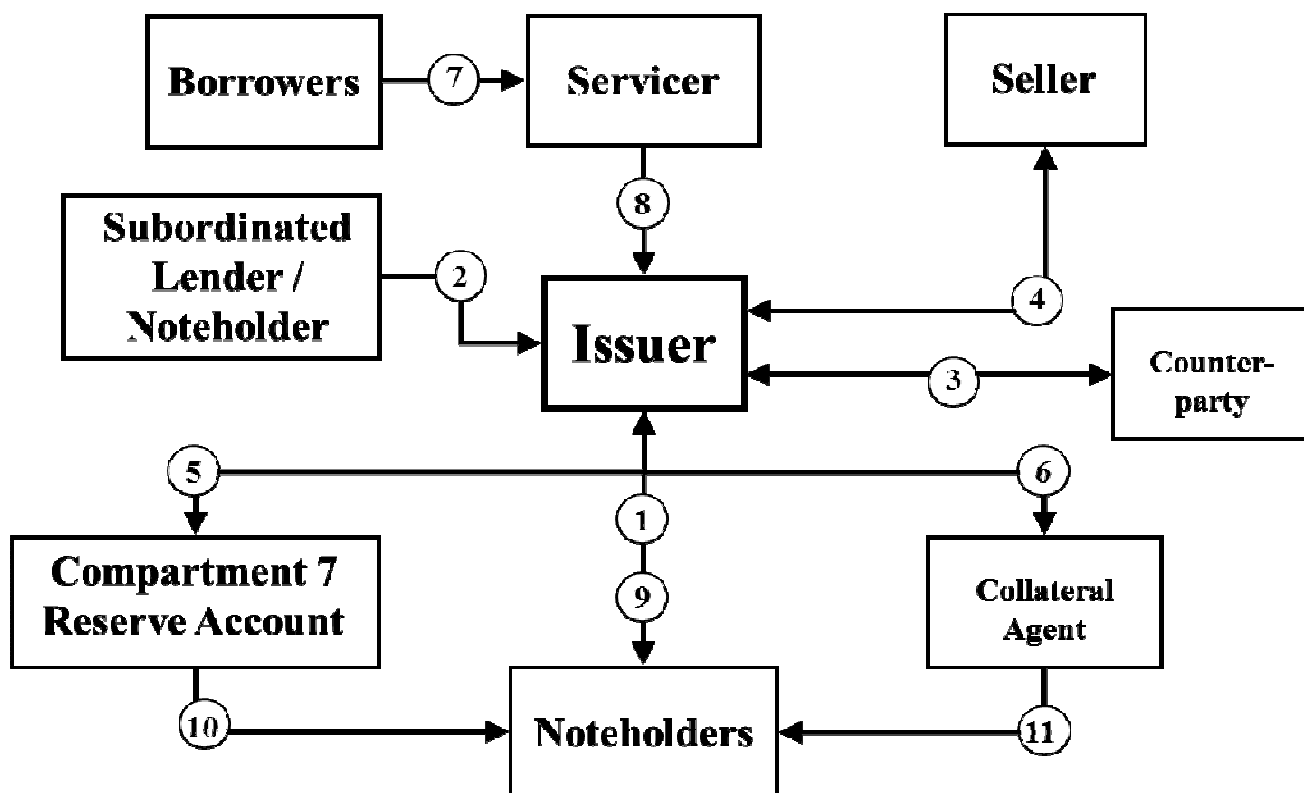 Borrowers
7
Servicer
Seller
8
Subordinated
Lender /
Noteholder
2
Issuer
4
3
Counter-
party
5
6
1
Compartment 7
Reserve Account
9
Collateral
Agent
10
Noteholders
11